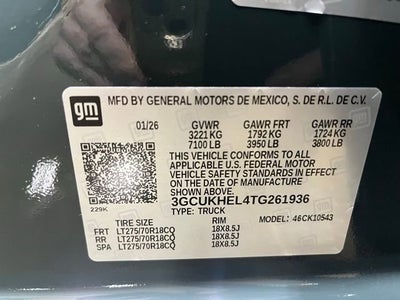 gm MFD BY GENERAL MOTORS DE MEXICO, S. DE R.L. DE C.V.
01/26 GVWR GAWR FRT GAWR RR
3221 KG 1792 KG 1724 KG
7100 LB 3950 LB 3800 LB
THIS VEHICLE CONFORMS TO ALL
APPLICABLE U.S. FEDERAL MOTOR
VEHICLE SAFETY STANDARDS IN EFFECT
ON THE DATE OF MANUFACTURE
SHOWN ABOVE.
3GCUKHEL4TG261936
229K TYPE: TRUCK
TIRE SIZE RIM MODEL: 46CK10543
FRT LT275/70R18CQ 18X8.5J
RR LT275/70R18CQ 18X8.5J
SPA LT275/70R18CQ 18X8.5J